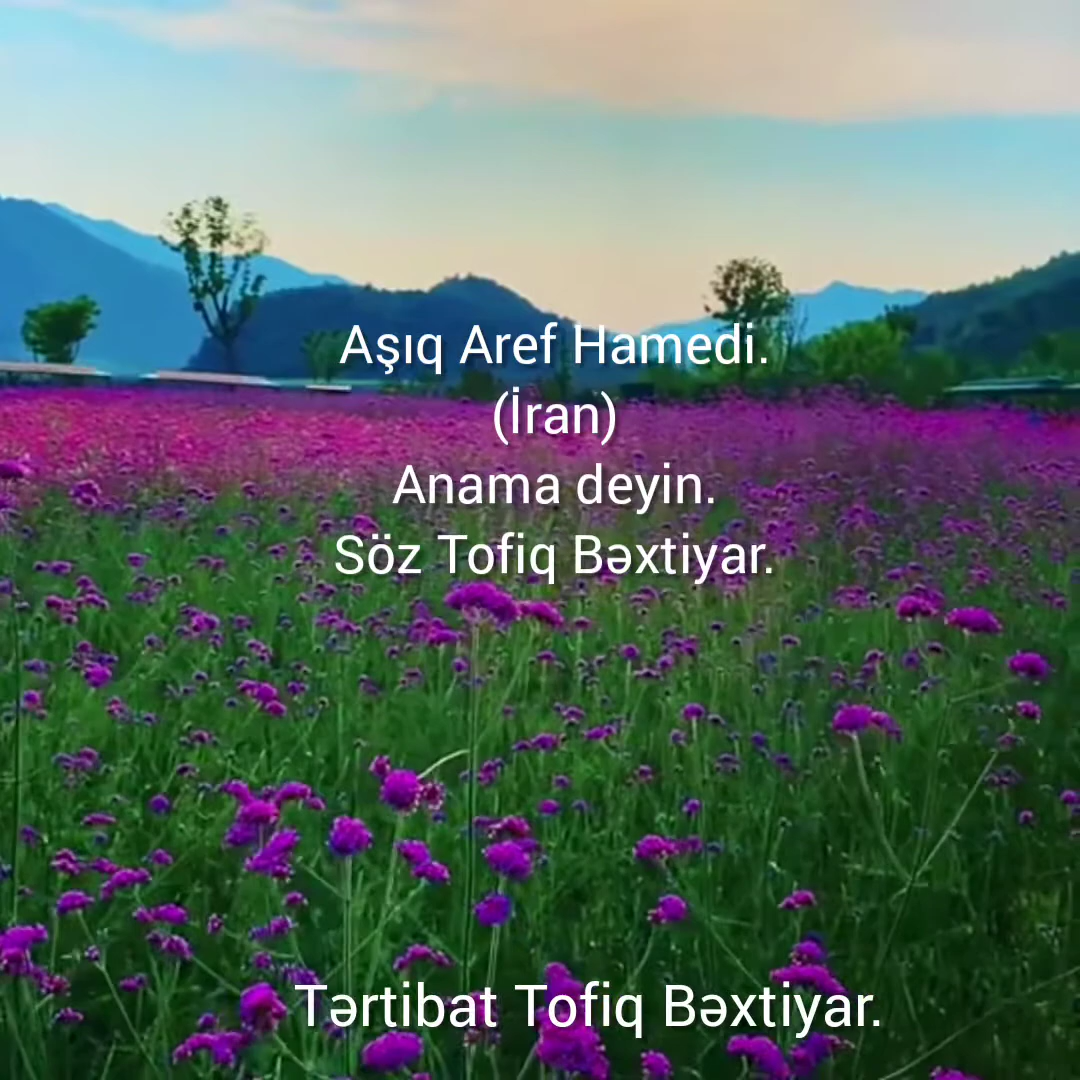 Aşıq Aref Hamedi.
(İran)
Anama deyin.
Söz Tofiq Bəxtiyar.
Tərtibat Tofiq Bəxtiyar.